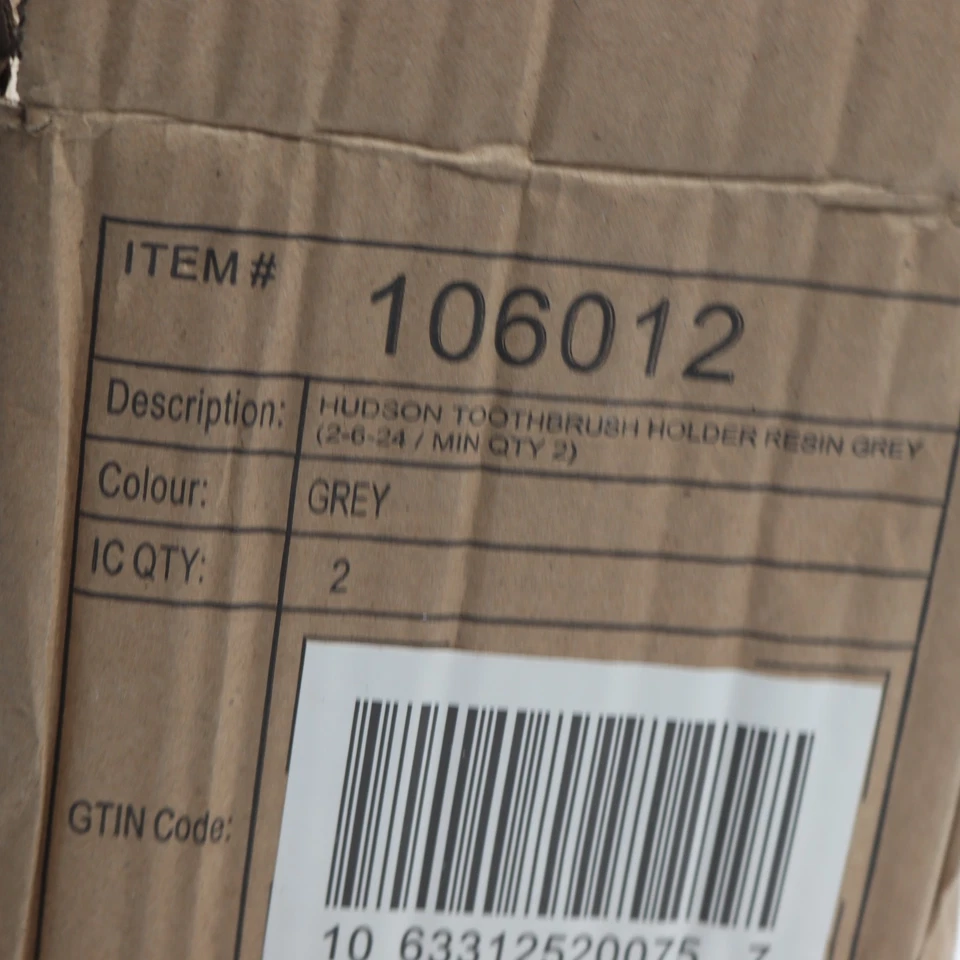 ITEM # 106012
Description: HUDSON TOOTHBRUSH HOLDER RESIN GREY
(2-6-24 / MIN QTY 2)
Colour: GREY
IC QTY: 2
GTIN Code:
10 63312520075 7